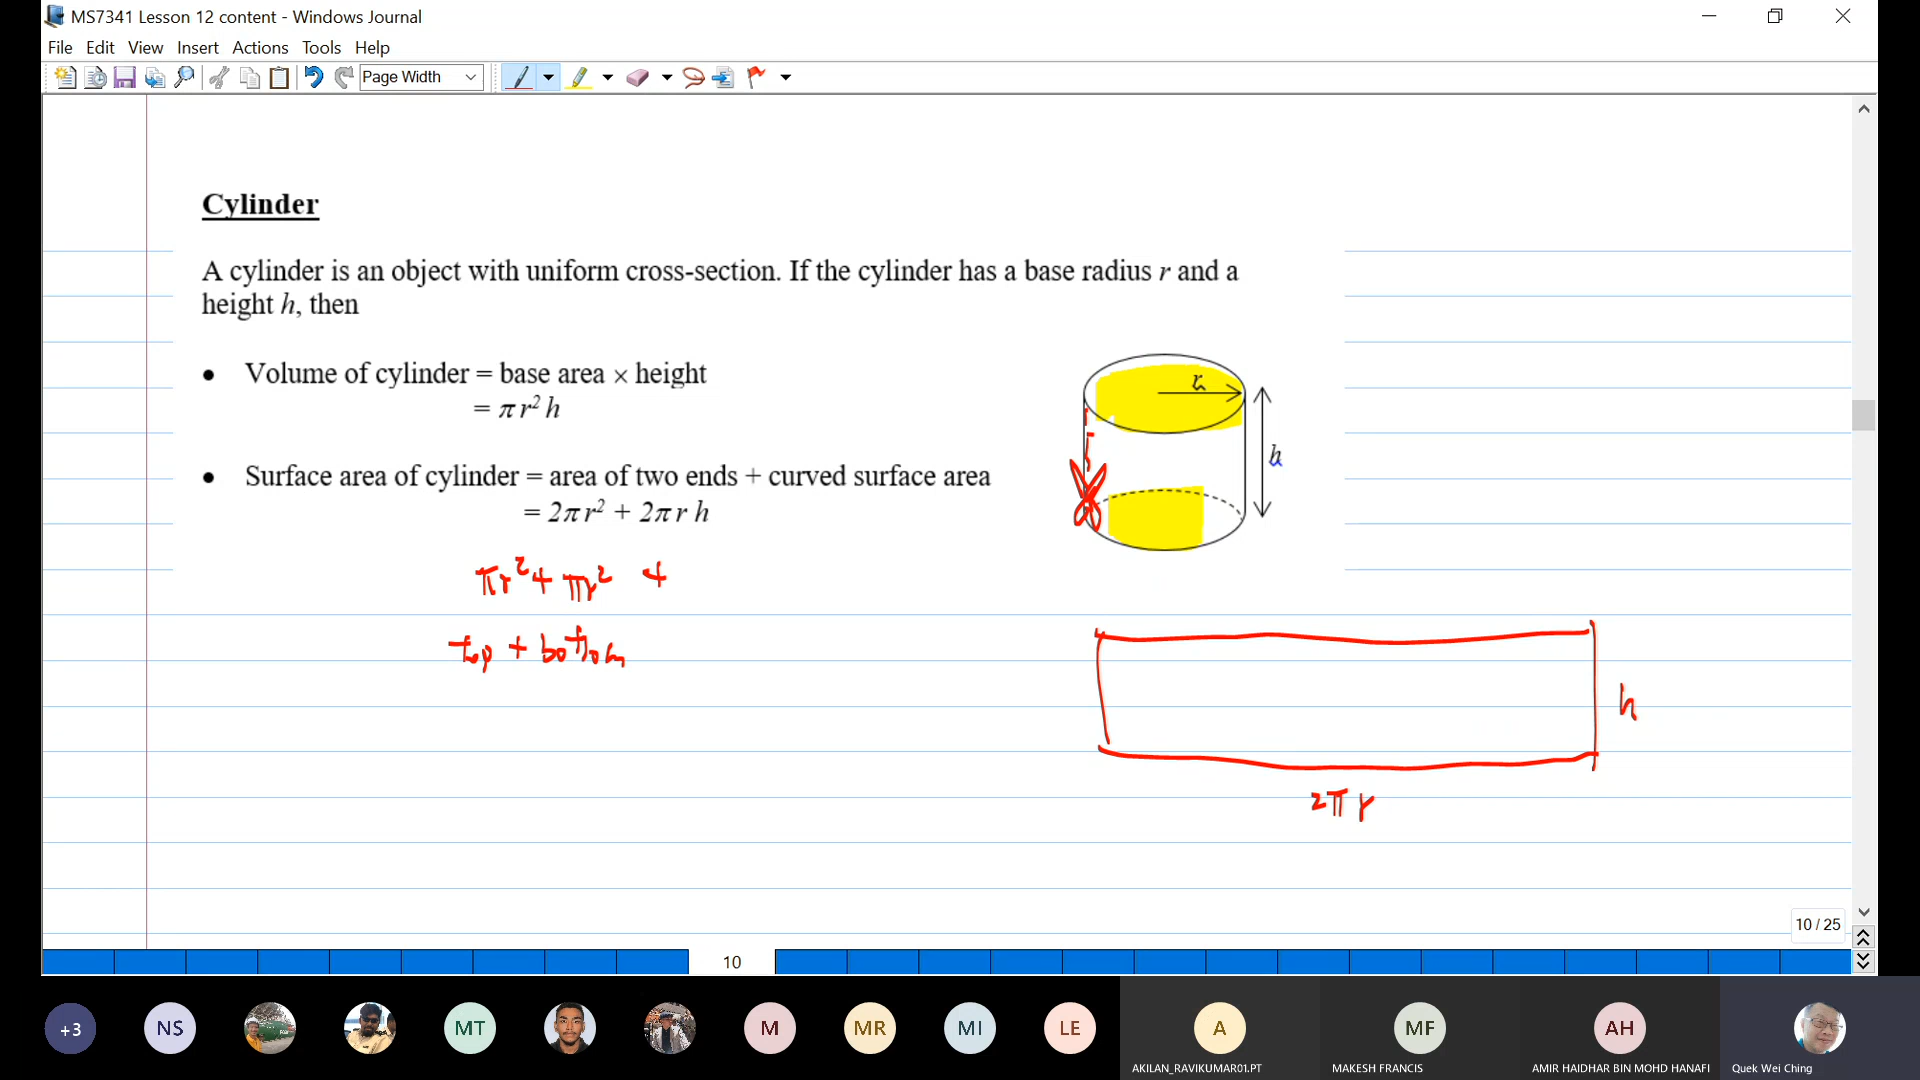 MS7341 Lesson 12 content - Windows Journal
File Edit View Insert Actions Tools Help
Page Width
Cylinder
A cylinder is an object with uniform cross-section. If the cylinder has a base radius r and a
height h, then
• Volume of cylinder = base area × height
= π r² h
r
h
• Surface area of cylinder = area of two ends + curved surface area
= 2π r² + 2π r h
πr² + πr² +
top + bottom
h
2πr
10 / 25
10
+3 NS MT M MR MI LE A MF AH
AKILAN_RAVIKUMAR01.PT MAKESH FRANCIS AMIR HAIDHAR BIN MOHD HANAFI Quek Wei Ching